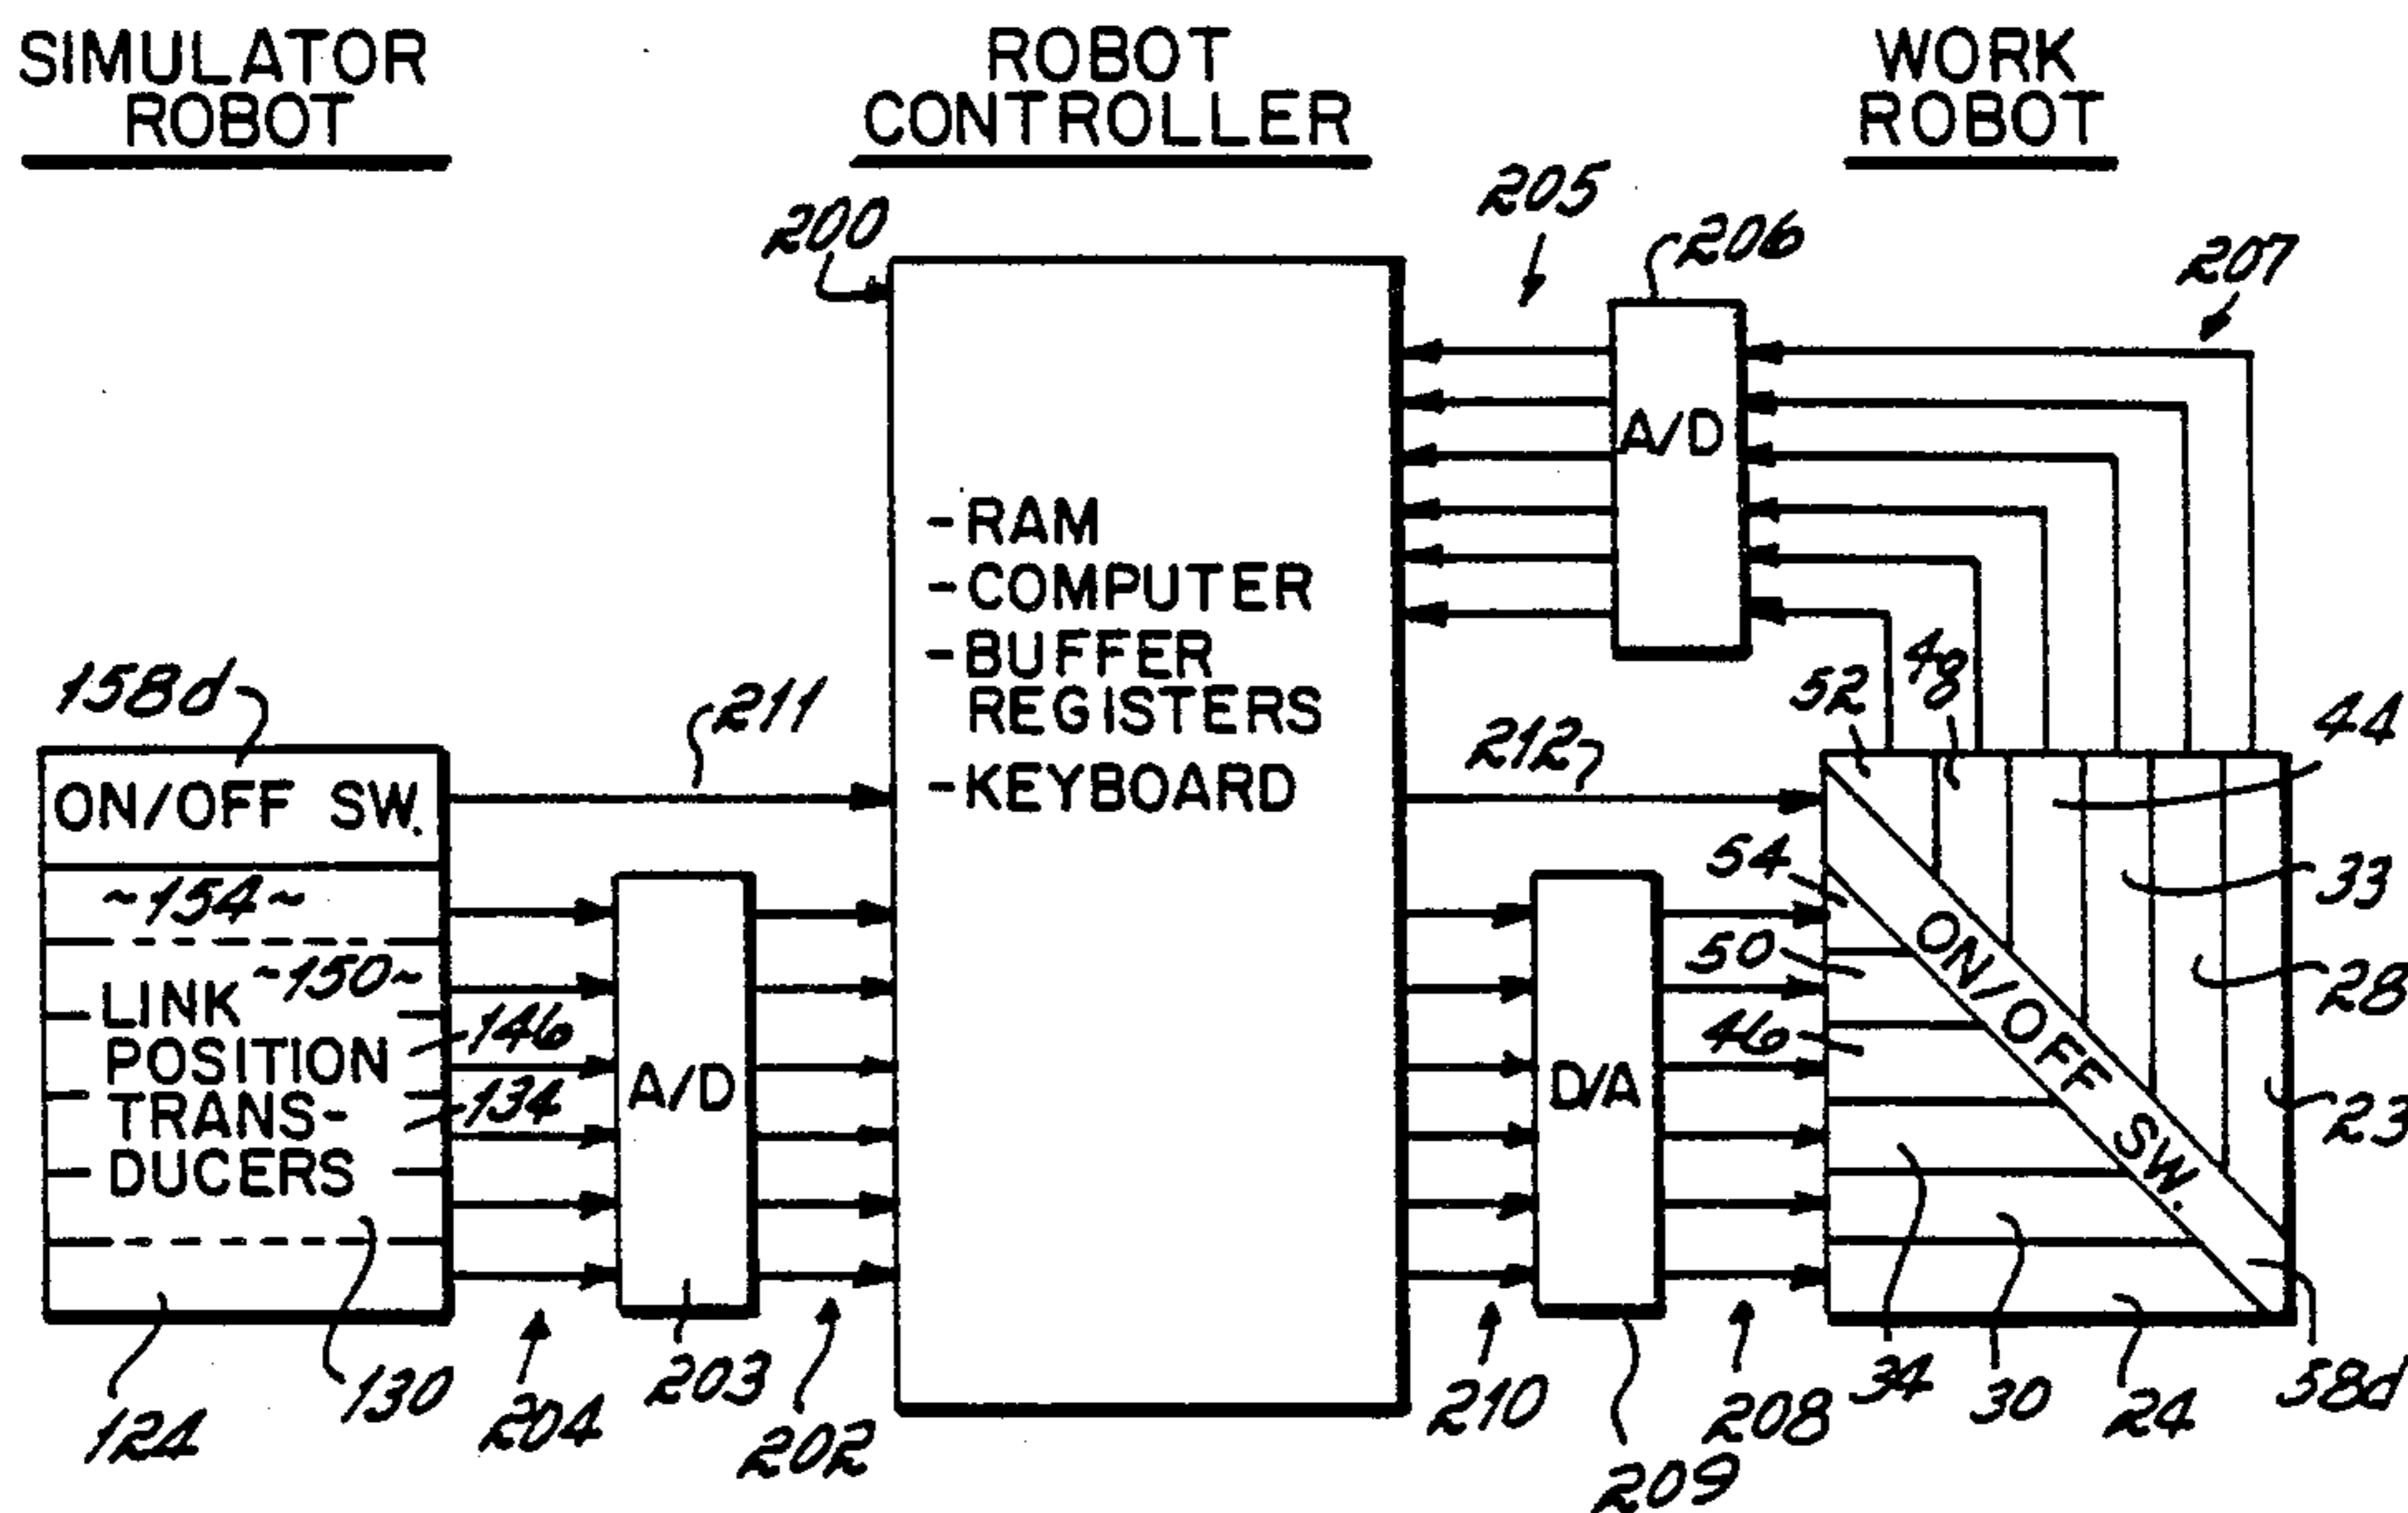 SIMULATOR
ROBOT
ROBOT
CONTROLLER
WORK
ROBOT
200
205
206
207
A/D
-RAM
-COMPUTER
-BUFFER
REGISTERS
-KEYBOARD
158d
211
212
52
48
44
33
28
23
ON/OFF SW.
~154~
~150~
LINK
POSITION
TRANS-
DUCERS
146
134
A/D
D/A
54
50
46
ON/OFF SW.
124
130
204
203
202
210
209
208
34
30
24
58d